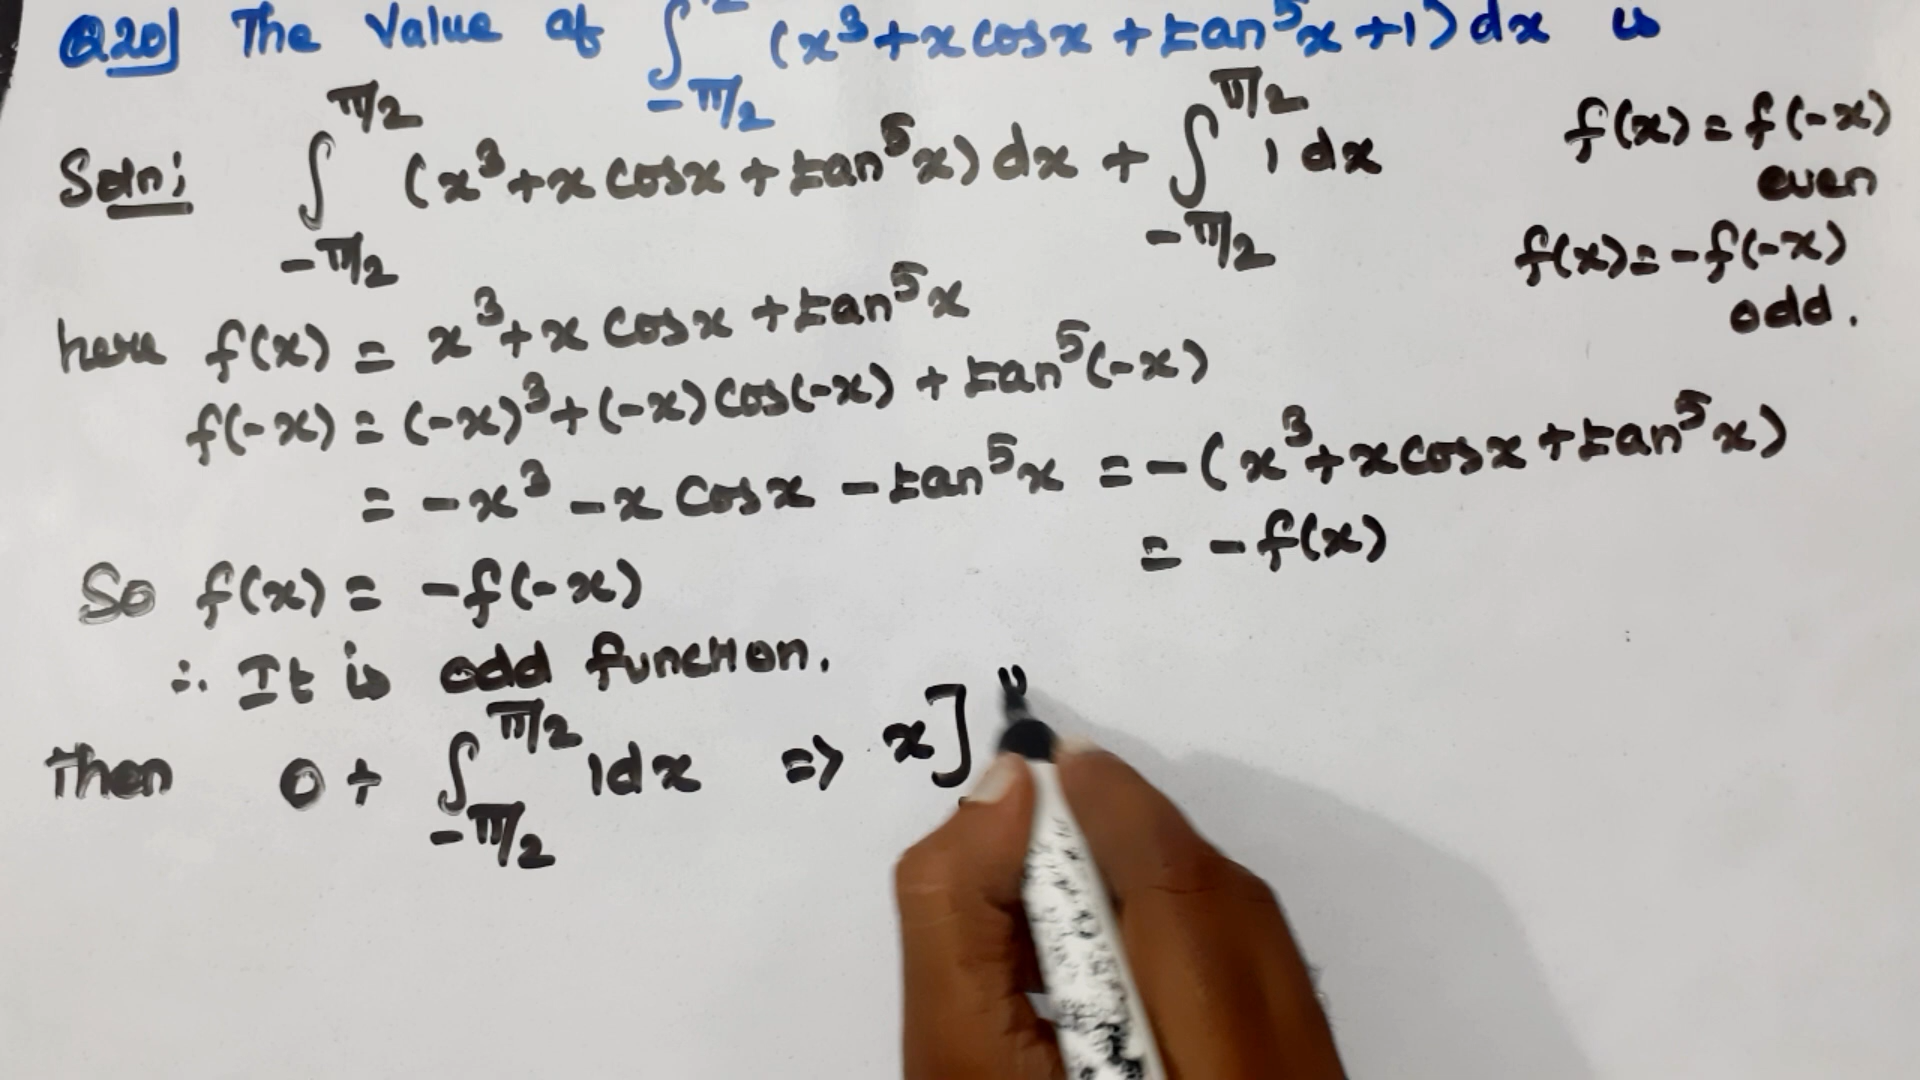 Q20] The Value of ∫_{-π/2} (x³+x cosx + tan⁵x +1) dx is
Soln: ∫_{-π/2}^{π/2} (x³+x cosx + tan⁵x) dx + ∫_{-π/2}^{π/2} 1 dx
f(x) = f(-x)
even
f(x) = -f(-x)
odd.
here f(x) = x³+x cosx + tan⁵x
f(-x) = (-x)³+(-x) cos(-x) + tan⁵(-x)
= -x³ - x cosx - tan⁵x = -(x³+x cosx + tan⁵x)
= -f(x)
So f(x) = -f(-x)
∴ It is odd function.
Then 0 + ∫_{-π/2}^{π/2} 1dx => x]